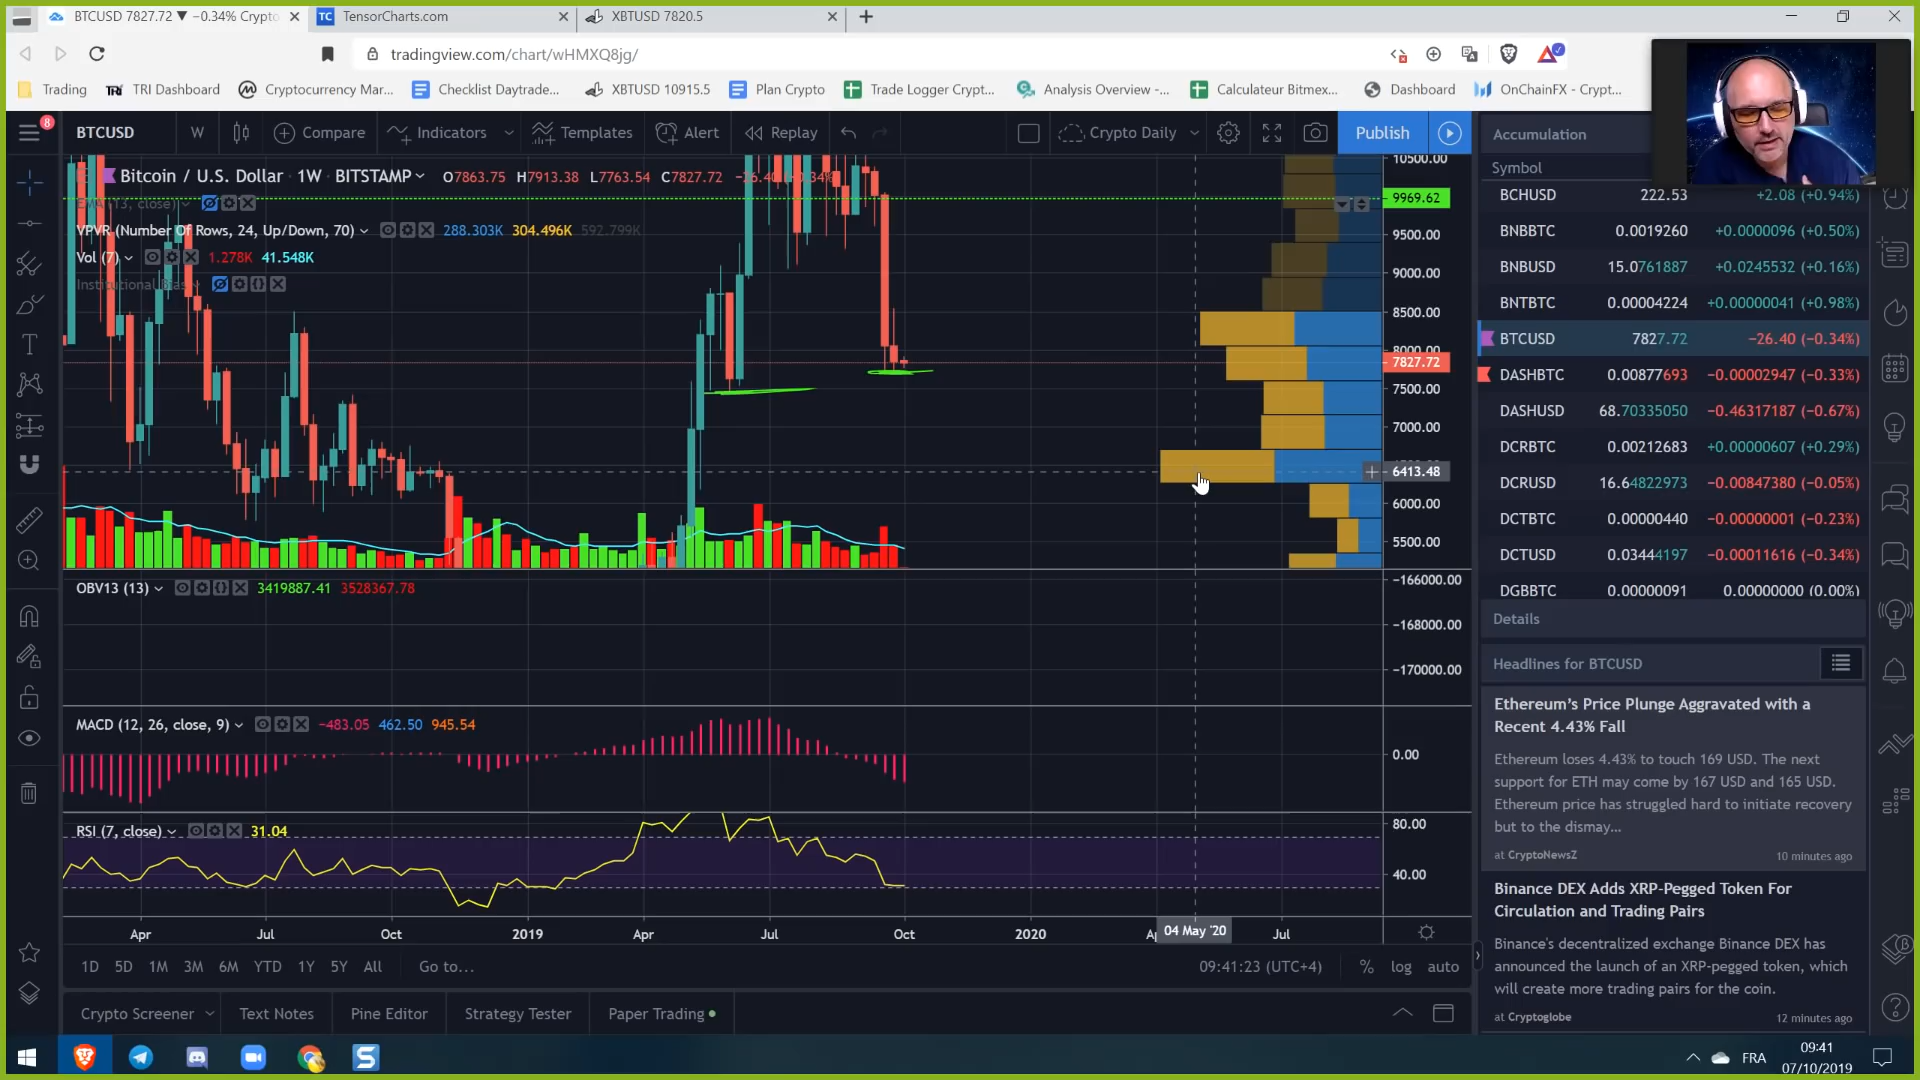 BTCUSD 7827.72 ▼ −0.34% Crypto
TensorCharts.com
XBTUSD 7820.5
tradingview.com/chart/wHMXQ8jg/
Trading
TRI Dashboard
Cryptocurrency Mar...
Checklist Daytrade...
XBTUSD 10915.5
Plan Crypto
Trade Logger Crypt...
Analysis Overview -...
Calculateur Bitmex...
Dashboard
OnChainFX - Crypt...
8
BTCUSD
W
Compare
Indicators
Templates
Alert
Replay
Crypto Daily
Publish
Accumulation
Symbol
Bitcoin / U.S. Dollar · 1W · BITSTAMP
O7863.75 H7913.38 L7763.54 C7827.72
EMA (13, close)
VPVR (Number Of Rows, 24, Up/Down, 70)
288.303K 304.496K 592.799K
Vol (7)
1.278K 41.548K
Institutional Bias
10500.00
9969.62
9500.00
9000.00
8500.00
8000.00
7827.72
7500.00
7000.00
6413.48
6000.00
5500.00
OBV13 (13)
3419887.41 3528367.78
−166000.00
−168000.00
−170000.00
MACD (12, 26, close, 9)
−483.05 462.50 945.54
0.00
RSI (7, close)
31.04
80.00
40.00
Apr
Jul
Oct
2019
Apr
Jul
Oct
2020
04 May '20
Jul
1D 5D 1M 3M 6M YTD 1Y 5Y All
Go to...
09:41:23 (UTC+4)
% log auto
Crypto Screener
Text Notes
Pine Editor
Strategy Tester
Paper Trading
BCHUSD 222.53 +2.08 (+0.94%)
BNBBTC 0.0019260 +0.0000096 (+0.50%)
BNBUSD 15.0761887 +0.0245532 (+0.16%)
BNTBTC 0.00004224 +0.00000041 (+0.98%)
BTCUSD 7827.72 −26.40 (−0.34%)
DASHBTC 0.00877693 −0.00002947 (−0.33%)
DASHUSD 68.70335050 −0.46317187 (−0.67%)
DCRBTC 0.00212683 +0.00000607 (+0.29%)
DCRUSD 16.64822973 −0.00847380 (−0.05%)
DCTBTC 0.00000440 −0.00000001 (−0.23%)
DCTUSD 0.03444197 −0.00011616 (−0.34%)
DGBBTC 0.00000091 0.00000000 (0.00%)
Details
Headlines for BTCUSD
Ethereum's Price Plunge Aggravated with a
Recent 4.43% Fall
Ethereum loses 4.43% to touch 169 USD. The next
support for ETH may come by 167 USD and 165 USD.
Ethereum price has struggled hard to initiate recovery
but to the dismay...
at CryptoNewsZ
10 minutes ago
Binance DEX Adds XRP-Pegged Token For
Circulation and Trading Pairs
Binance's decentralized exchange Binance DEX has
announced the launch of an XRP-pegged token, which
will create more trading pairs for the coin.
at Cryptoglobe
12 minutes ago
FRA
09:41
07/10/2019